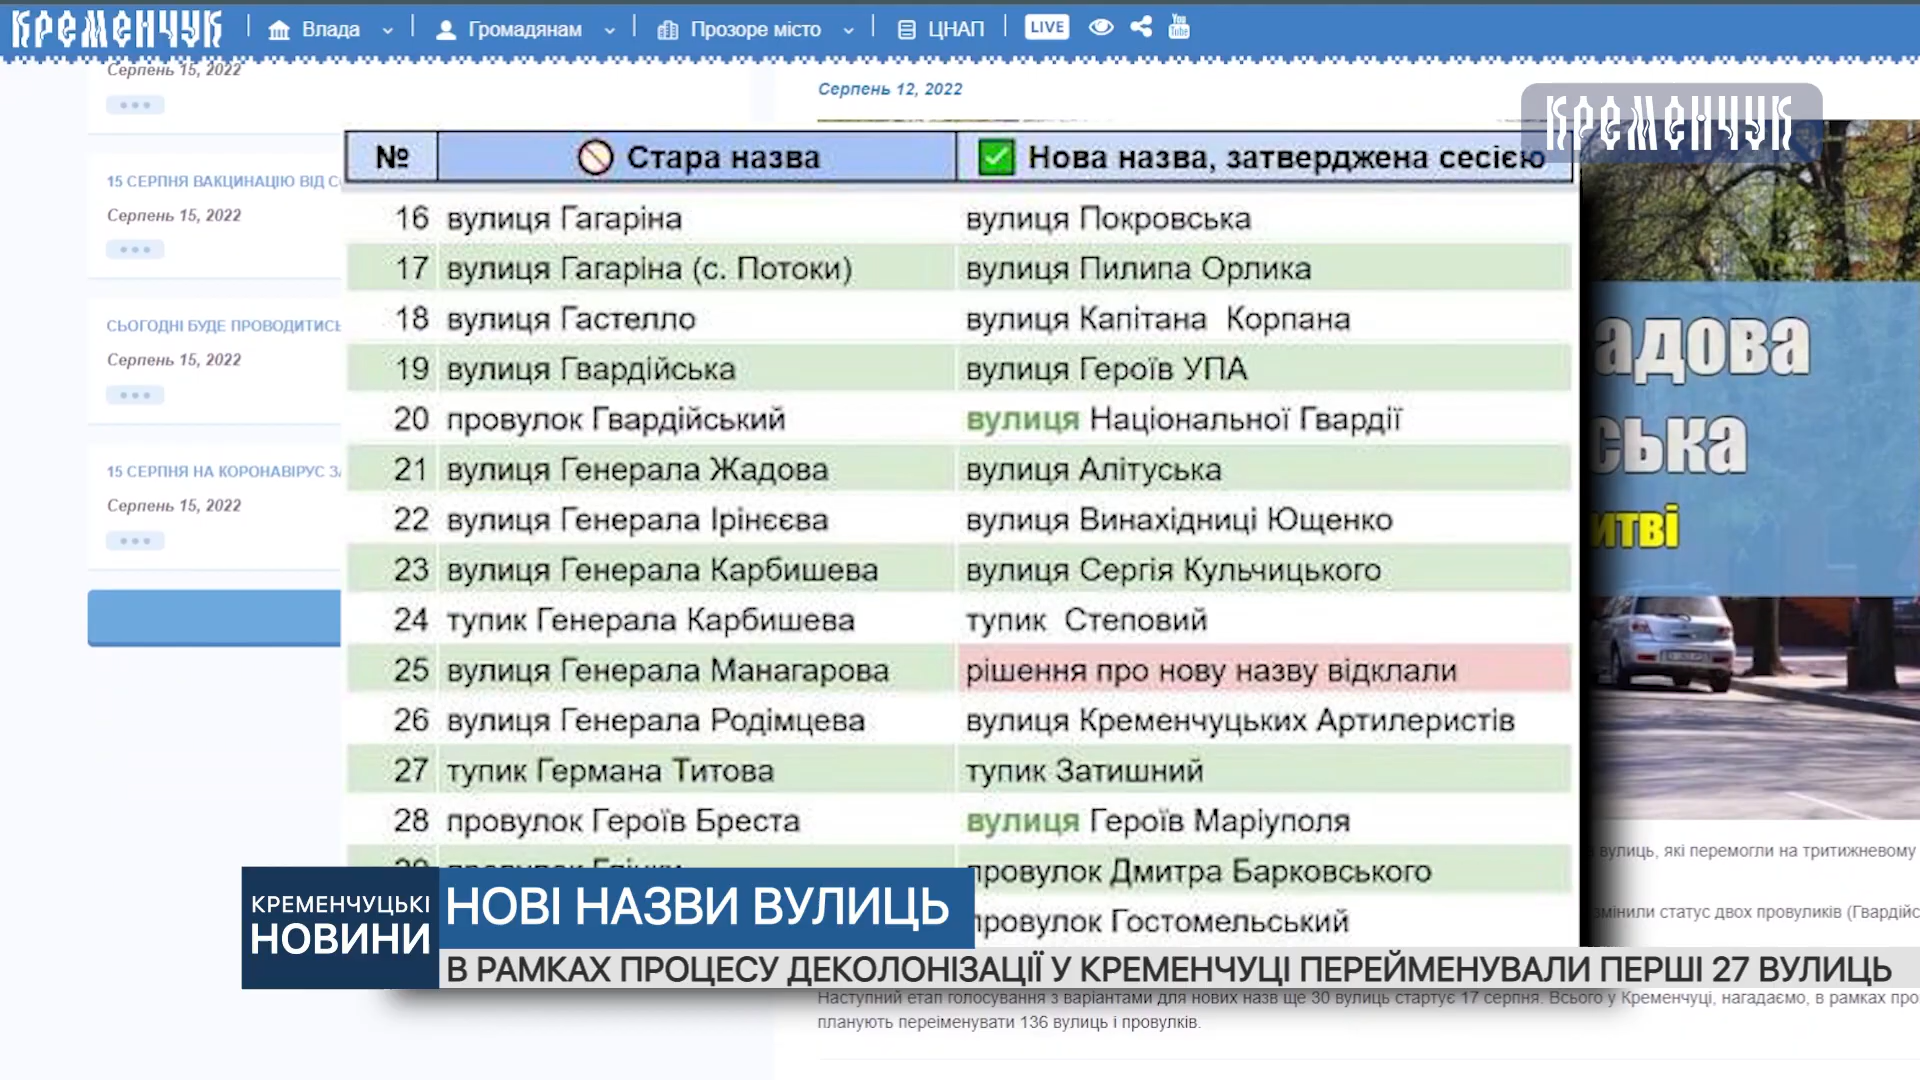 КРЕМЕНЧУК Влада Громадянам Прозоре місто ЦНАП LIVE You Tube
Серпень 15, 2022
15 СЕРПНЯ ВАКЦИНАЦІЮ ВІД
Серпень 15, 2022
СЬОГОДНІ БУДЕ ПРОВОДИТИСЬ
Серпень 15, 2022
15 СЕРПНЯ НА КОРОНАВІРУС
Серпень 15, 2022
Серпень 12, 2022
КРЕМЕНЧУК
№ Стара назва Нова назва, затверджена сесією
16 вулиця Гагаріна вулиця Покровська
17 вулиця Гагаріна (с. Потоки) вулиця Пилипа Орлика
18 вулиця Гастелло вулиця Капітана Корпана
19 вулиця Гвардійська вулиця Героїв УПА
20 провулок Гвардійський вулиця Національної Гвардії
21 вулиця Генерала Жадова вулиця Алітуська
22 вулиця Генерала Ірінєєва вулиця Винахідниці Ющенко
23 вулиця Генерала Карбишева вулиця Сергія Кульчицького
24 тупик Генерала Карбишева тупик Степовий
25 вулиця Генерала Манагарова рішення про нову назву відклали
26 вулиця Генерала Родімцева вулиця Кременчуцьких Артилеристів
27 тупик Германа Титова тупик Затишний
28 провулок Героїв Бреста вулиця Героїв Маріуполя
провулок Дмитра Барковського
провулок Гостомельський
адова
ська
итві
вулиць, які перемогли на тритижневому
змінили статус двох провуликів (Гвардійс
КРЕМЕНЧУЦЬКІ
НОВИНИ
НОВІ НАЗВИ ВУЛИЦЬ
В РАМКАХ ПРОЦЕСУ ДЕКОЛОНІЗАЦІЇ У КРЕМЕНЧУЦІ ПЕРЕЙМЕНУВАЛИ ПЕРШІ 27 ВУЛИЦЬ
Наступний етап голосування з варіантами для нових назв ще 30 вулиць стартує 17 серпня. Всього у Кременчуці, нагадаємо, в рамках про
планують переіменувати 136 вулиць і провулків.